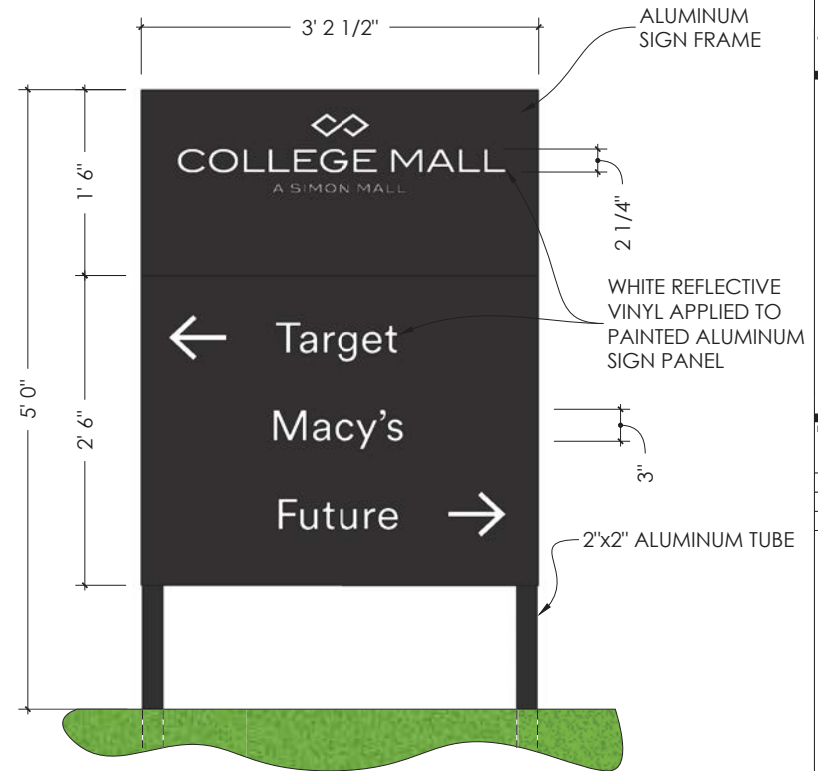 3' 2 1/2"
ALUMINUM
SIGN FRAME
COLLEGE MALL
A SIMON MALL
1' 6"
2 1/4"
WHITE REFLECTIVE
VINYL APPLIED TO
PAINTED ALUMINUM
SIGN PANEL
← Target
5' 0"
2' 6"
Macy's
3"
Future →
2"x2" ALUMINUM TUBE